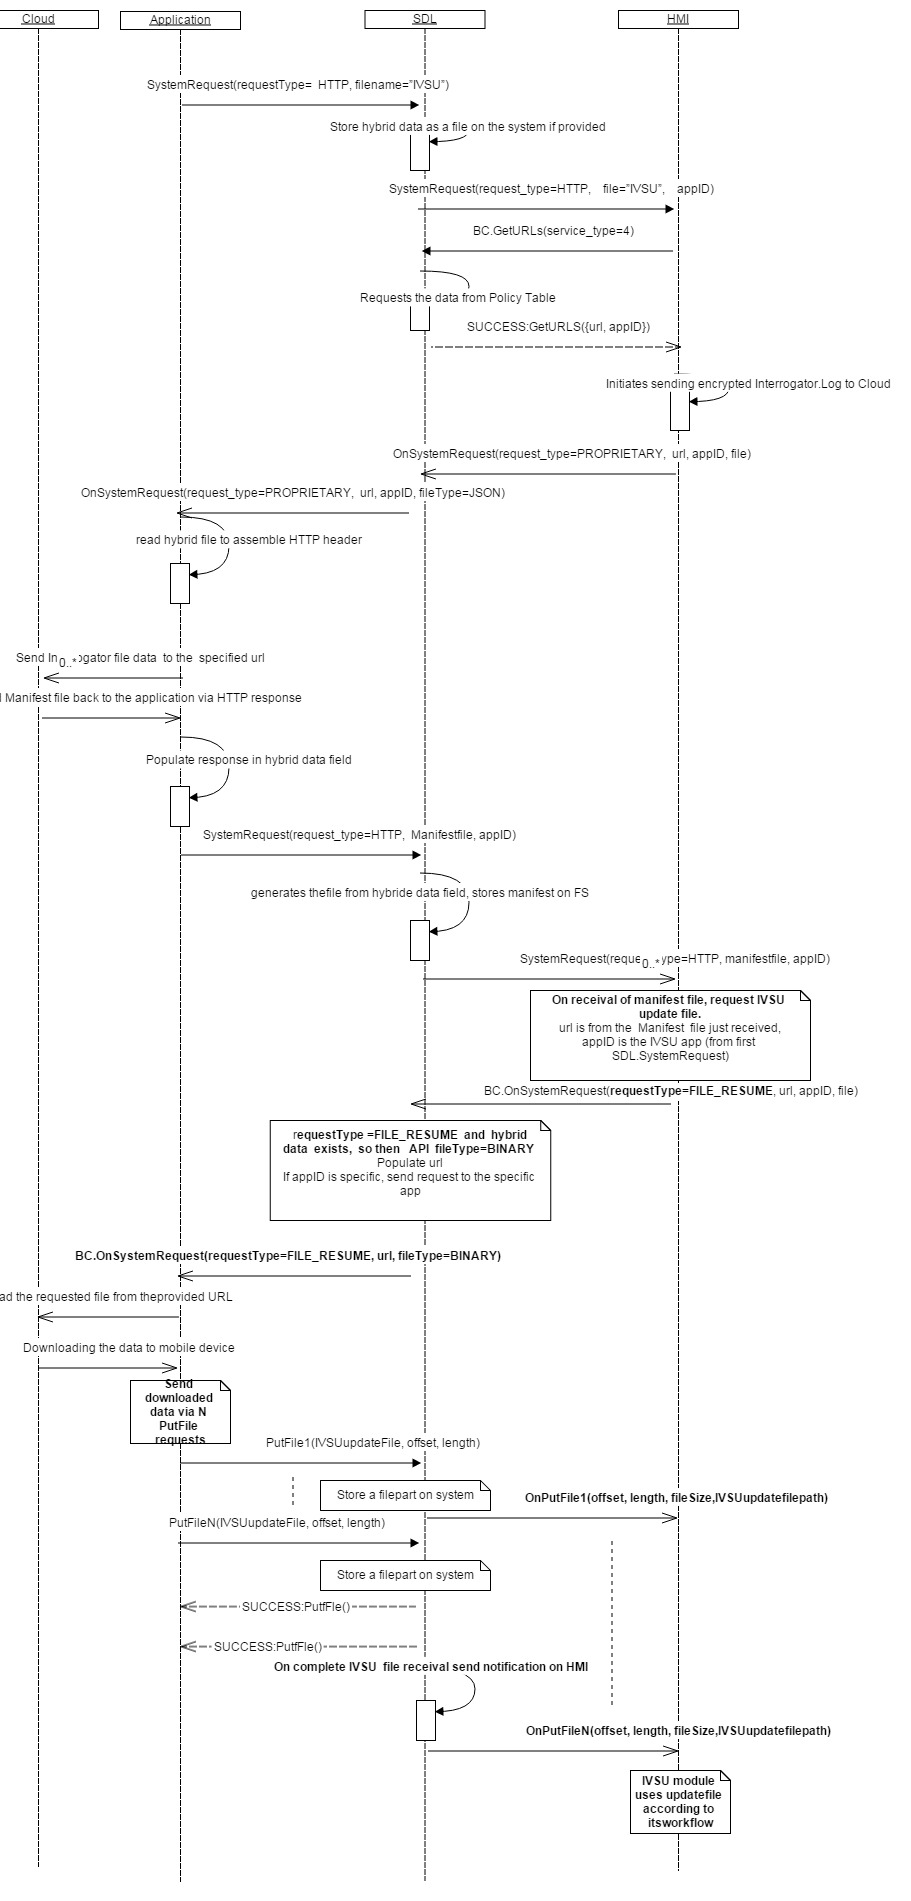 Cloud
Application
SDL
HMI
SystemRequest(requestType= HTTP, filename="IVSU")
Store hybrid data as a file on the system if provided
SystemRequest(request_type=HTTP, file="IVSU", appID)
BC.GetURLs(service_type=4)
Requests the data from Policy Table
SUCCESS:GetURLS({url, appID})
Initiates sending encrypted Interrogator.Log to Cloud
OnSystemRequest(request_type=PROPRIETARY, url, appID, file)
OnSystemRequest(request_type=PROPRIETARY, url, appID, fileType=JSON)
read hybrid file to assemble HTTP header
Send In
0..*
ogator file data to the specified url
Manifest file back to the application via HTTP response
Populate response in hybrid data field
SystemRequest(request_type=HTTP, Manifestfile, appID)
generates thefile from hybride data field, stores manifest on FS
SystemRequest(reque
0..*
ype=HTTP, manifestfile, appID)
On receival of manifest file, request IVSU
update file.
url is from the Manifest file just received,
appID is the IVSU app (from first
SDL.SystemRequest)
BC.OnSystemRequest(requestType=FILE_RESUME, url, appID, file)
requestType =FILE_RESUME and hybrid
data exists, so then API fileType=BINARY
Populate url
If appID is specific, send request to the specific
app
BC.OnSystemRequest(requestType=FILE_RESUME, url, fileType=BINARY)
ad the requested file from theprovided URL
Downloading the data to mobile device
Send
downloaded
data via N
PutFile
requests
PutFile1(IVSUupdateFile, offset, length)
Store a filepart on system
OnPutFile1(offset, length, fileSize,IVSUupdatefilepath)
PutFileN(IVSUupdateFile, offset, length)
Store a filepart on system
SUCCESS:PutfFle()
SUCCESS:PutfFle()
On complete IVSU file receival send notification on HMI
OnPutFileN(offset, length, fileSize,IVSUupdatefilepath)
IVSU module
uses updatefile
according to
itsworkflow